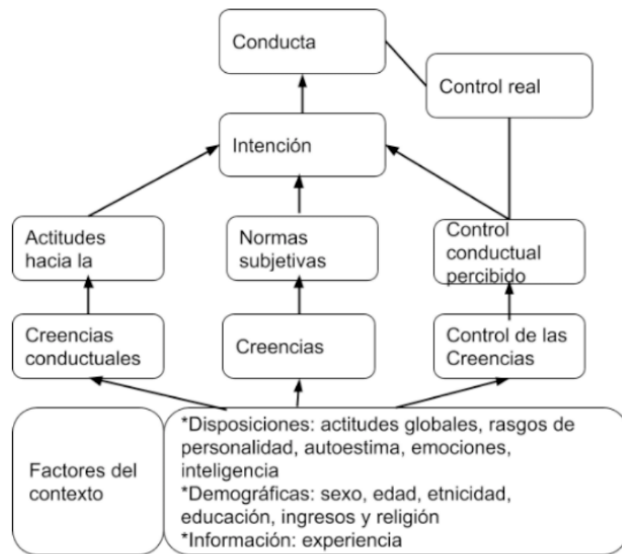 Conducta
Control real
Intención
Actitudes
hacia la
Normas
subjetivas
Control
conductual
percibido
Creencias
conductuales
Creencias
Control de las
Creencias
Factores del
contexto
*Disposiciones: actitudes globales, rasgos de
personalidad, autoestima, emociones,
inteligencia
*Demográficas: sexo, edad, etnicidad,
educación, ingresos y religión
*Información: experiencia